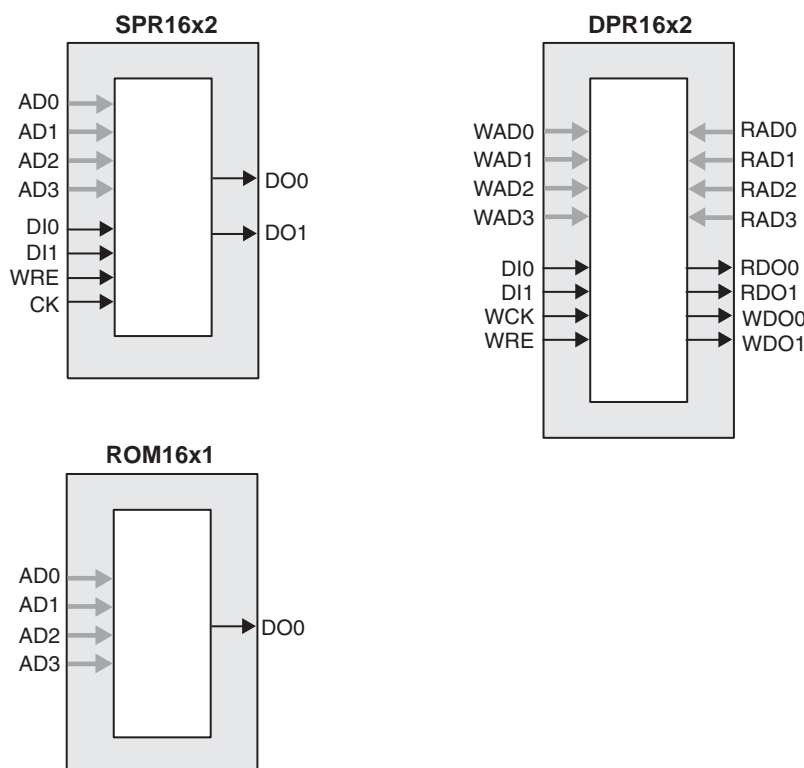 SPR16x2
AD0
AD1
AD2
AD3
DI0
DI1
WRE
CK
DO0
DO1
DPR16x2
WAD0
WAD1
WAD2
WAD3
DI0
DI1
WCK
WRE
RAD0
RAD1
RAD2
RAD3
RDO0
RDO1
WDO0
WDO1
ROM16x1
AD0
AD1
AD2
AD3
DO0